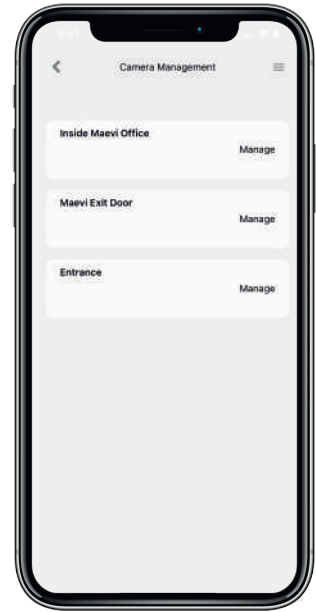 Camera Management
Inside Maevi Office
Manage
Maevi Exit Door
Manage
Entrance
Manage